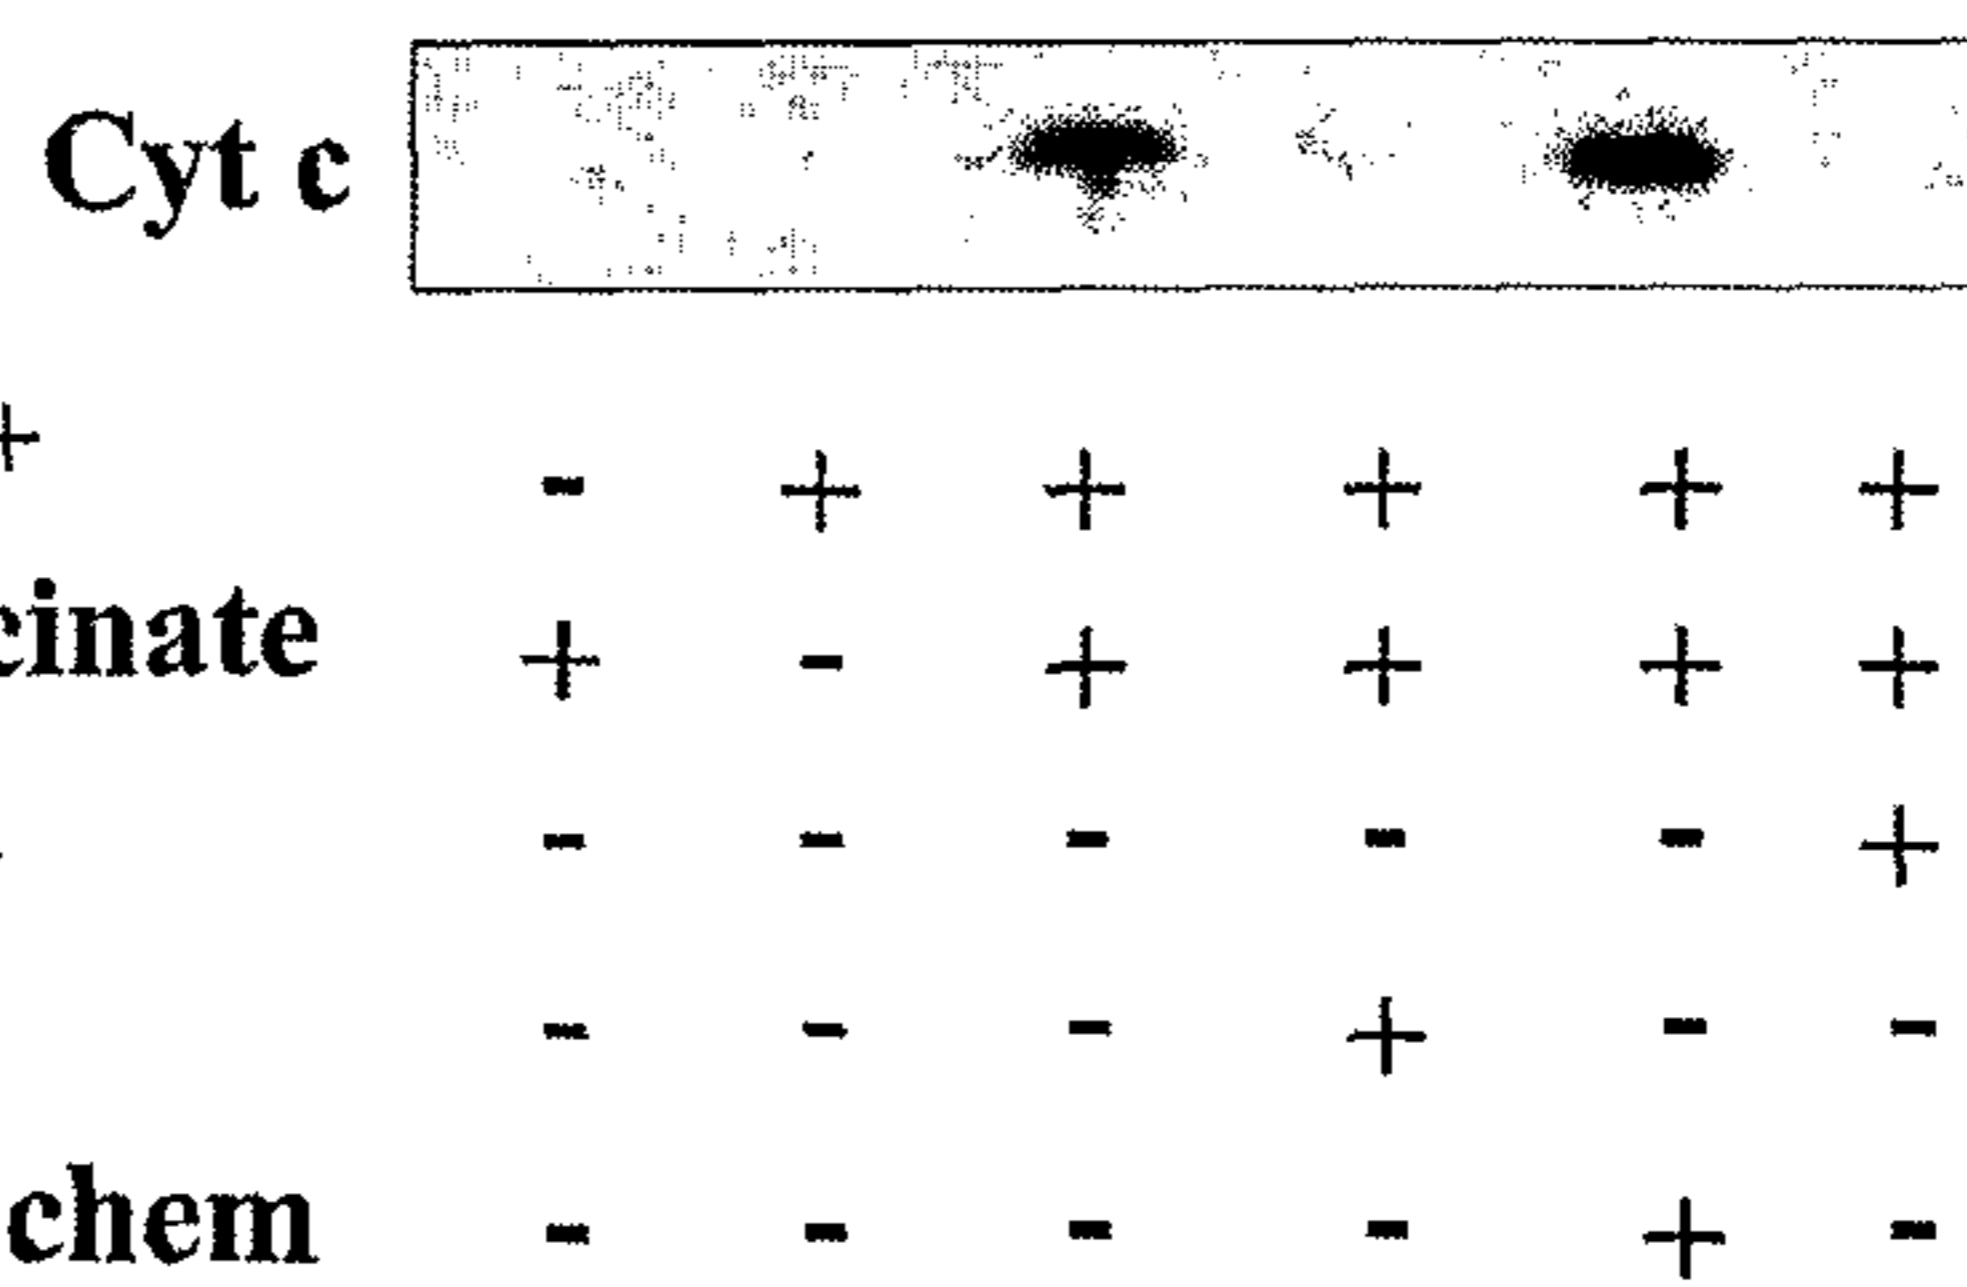 Cyt c
+ - + + + + +
cinate + - + + + +
- - - - - +
- - - + - -
chem - - - - + -